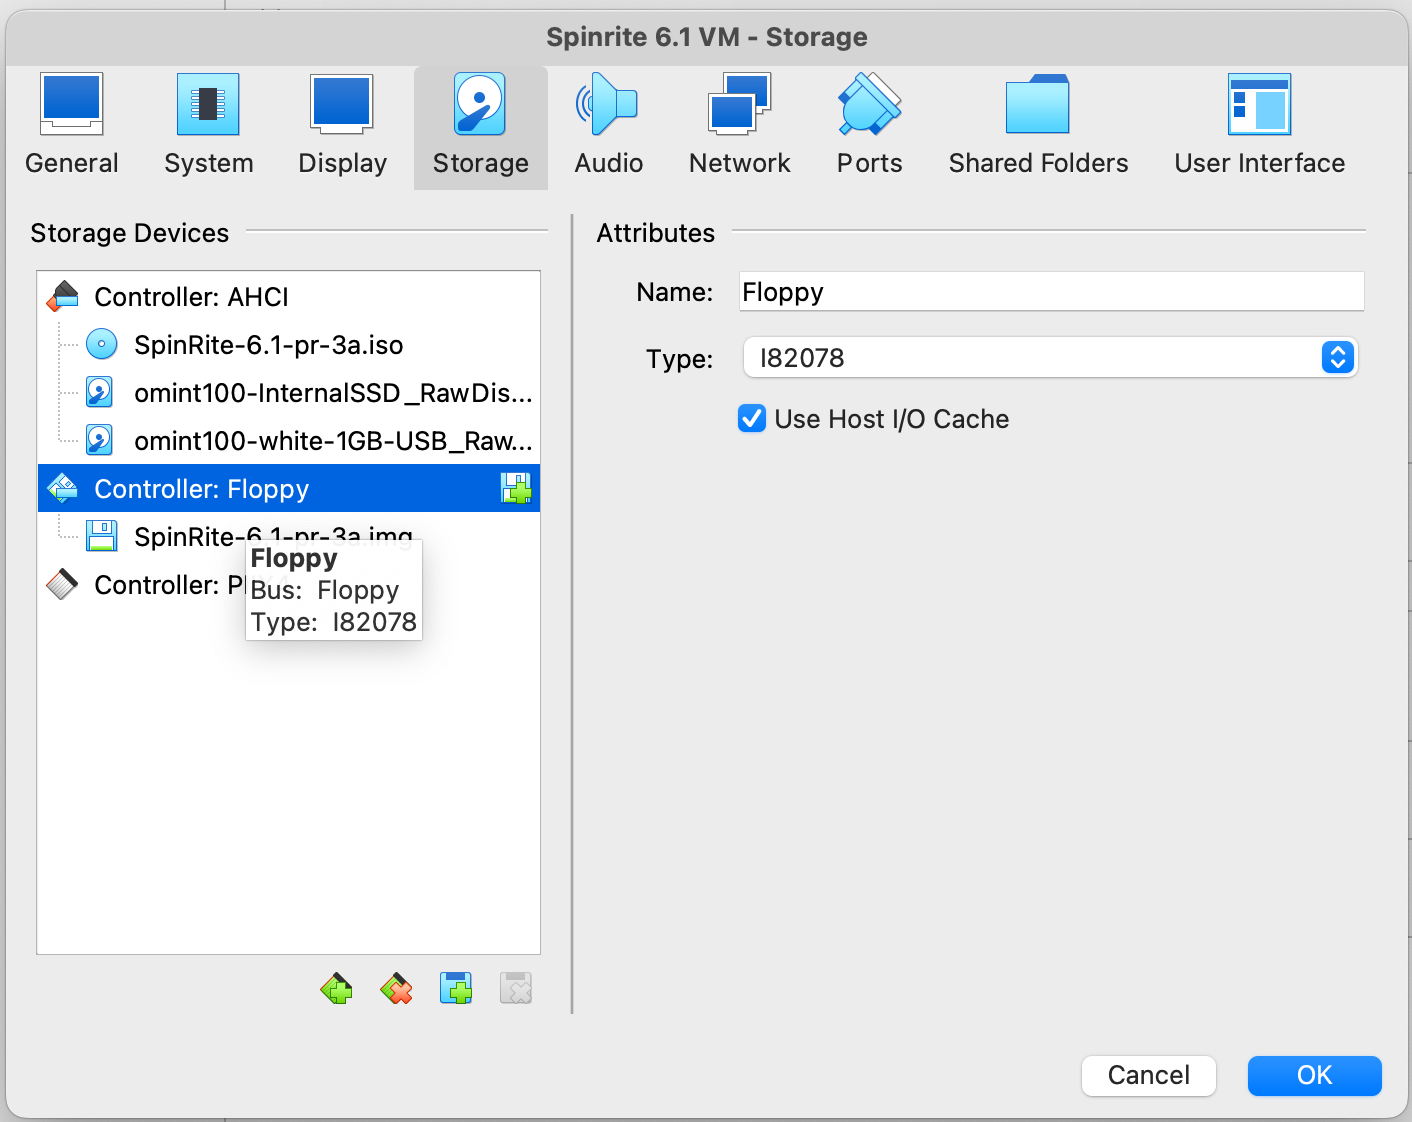 Spinrite 6.1 VM - Storage
General
System
Display
Storage
Audio
Network
Ports
Shared Folders
User Interface
Storage Devices
Controller: AHCI
SpinRite-6.1-pr-3a.iso
omint100-InternalSSD_RawDis...
omint100-white-1GB-USB_Raw...
Controller: Floppy
SpinRite-6.1-pr-3a.img
Controller:
Floppy
Bus: Floppy
Type: I82078
Attributes
Name: Floppy
Type: I82078
Use Host I/O Cache
Cancel
OK